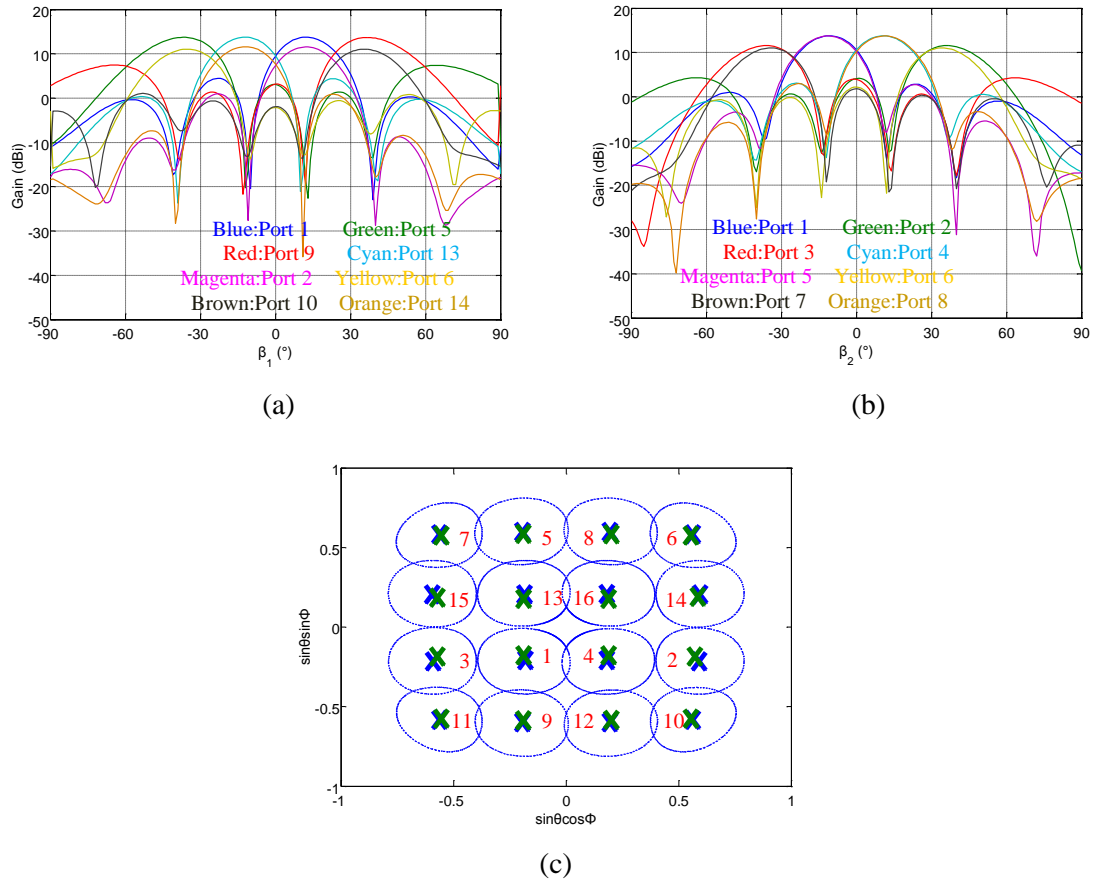 20
10
0
-10
-20
-30
-40
-50
-90 -60 -30 0 30 60 90
Gain (dBi)
β1 (°)
Blue:Port 1 Green:Port 5
Red:Port 9 Cyan:Port 13
Magenta:Port 2 Yellow:Port 6
Brown:Port 10 Orange:Port 14
(a)
20
10
0
-10
-20
-30
-40
-50
-90 -60 -30 0 30 60 90
Gain (dBi)
β2 (°)
Blue:Port 1 Green:Port 2
Red:Port 3 Cyan:Port 4
Magenta:Port 5 Yellow:Port 6
Brown:Port 7 Orange:Port 8
(b)
1
0.5
0
-0.5
-1
-1 -0.5 0 0.5 1
sinθsinΦ
sinθcosΦ
7 5 8 6
15 13 16 14
3 1 4 2
11 9 12 10
(c)